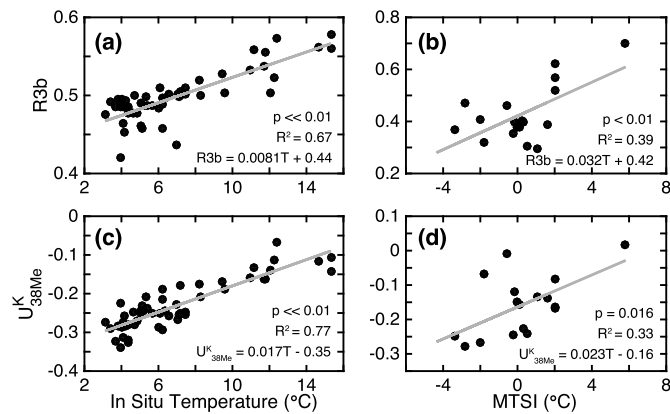 (a)
R3b
0.6
0.5
0.4
p << 0.01
R² = 0.67
R3b = 0.0081T + 0.44
2 6 10 14
(b)
0.8
0.6
0.4
0.2
p < 0.01
R² = 0.39
R3b = 0.032T + 0.42
-4 0 4 8
(c)
U^K_38Me
0
-0.1
-0.2
-0.3
-0.4
p << 0.01
R² = 0.77
U^K_38Me = 0.017T - 0.35
2 6 10 14
In Situ Temperature (°C)
(d)
0
-0.1
-0.2
-0.3
p = 0.016
R² = 0.33
U^K_38Me = 0.023T - 0.16
-4 0 4 8
MTSI (°C)